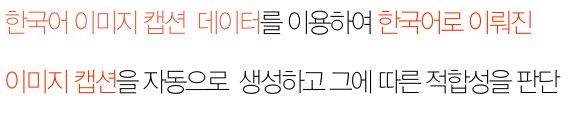 한국어 이미지 캡션 데이터를 이용하여 한국어로 이뤄진
이미지 캡션을 자동으로 생성하고 그에 따른 적합성을 판단